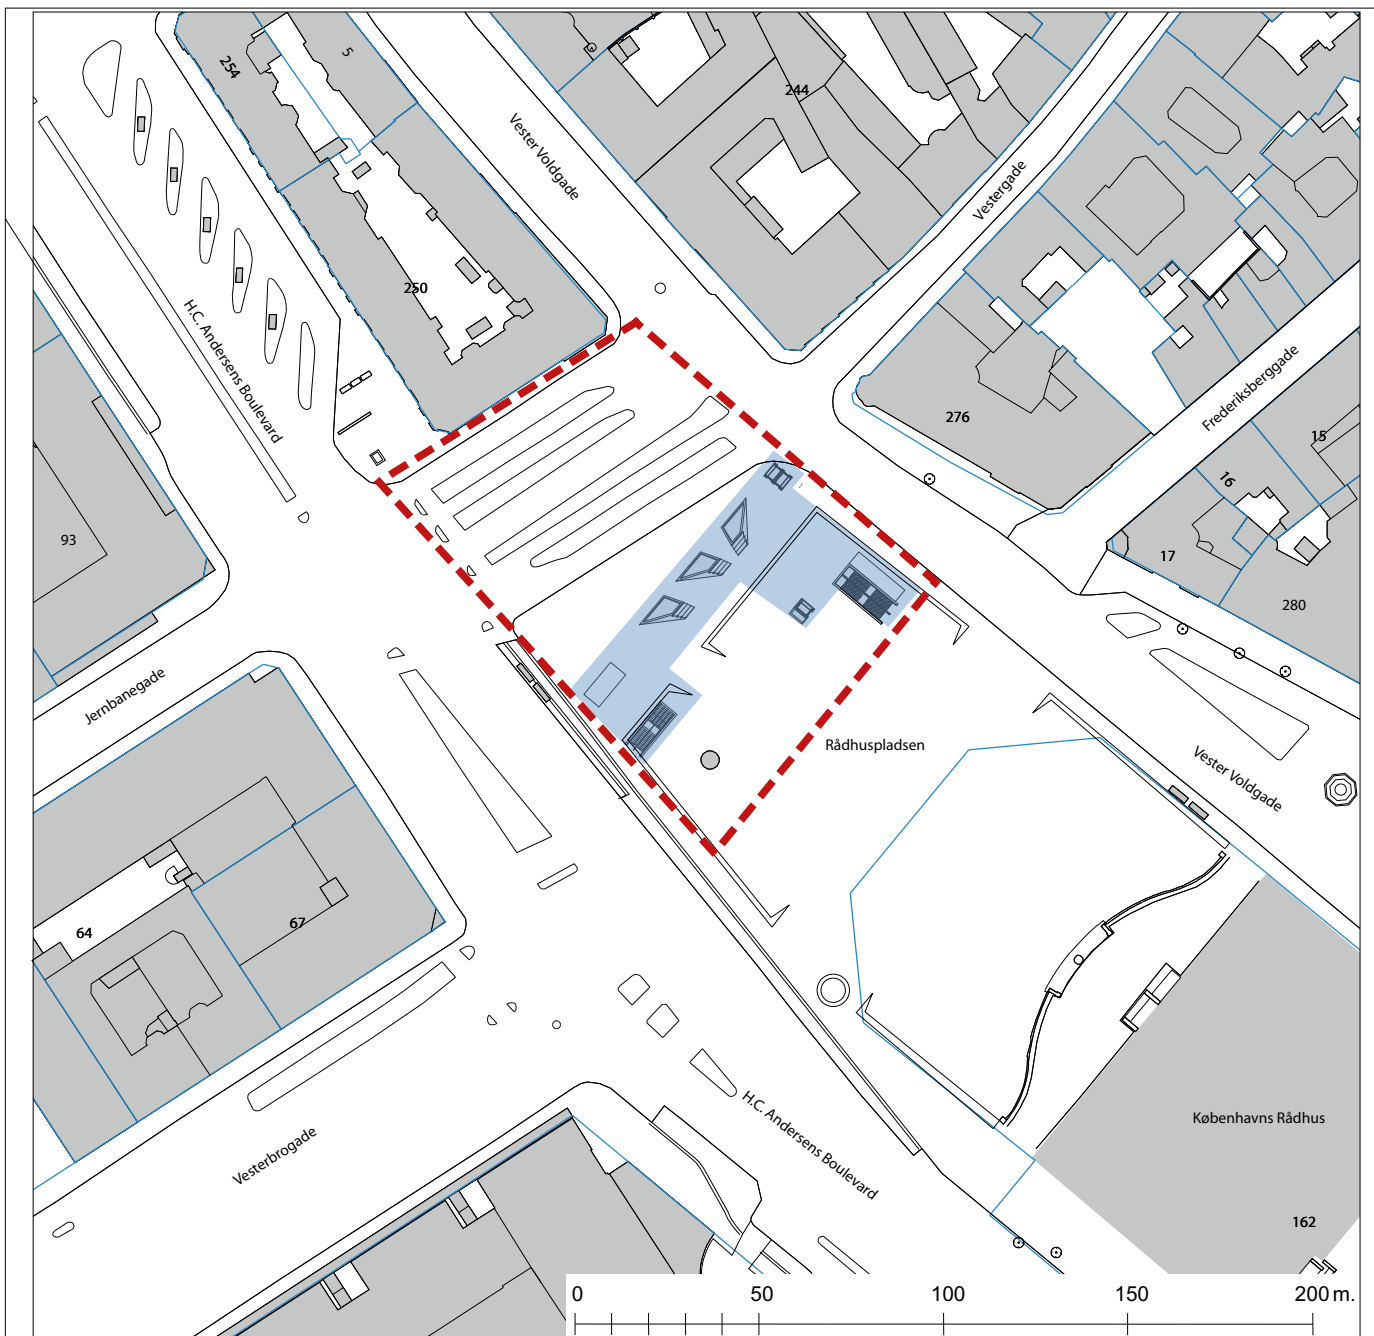 254
5
244
Vester Voldgade
Vestergade
250
H.C. Andersens Boulevard
Frederiksberggade
276
15
16
93
17
280
Jernbanegade
Rådhuspladsen
Vester Voldgade
64
67
H.C. Andersens Boulevard
Københavns Rådhus
Vesterbrogade
162
0 50 100 150 200 m.